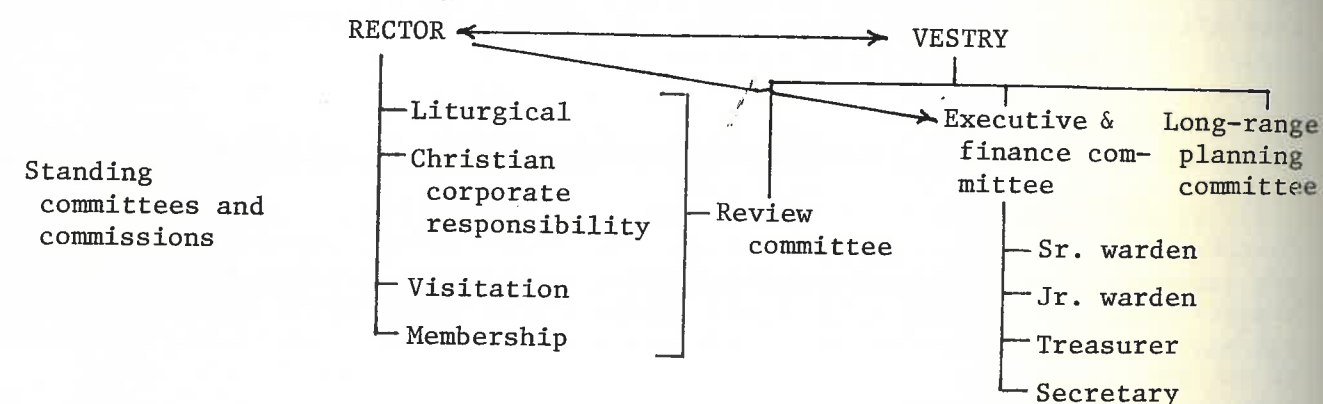 RECTOR
VESTRY
Standing
committees and
commissions
Liturgical
Christian
corporate
responsibility
Visitation
Membership
Review
committee
Executive &
finance com-
mittee
Sr. warden
Jr. warden
Treasurer
Secretary
Long-range
planning
committee